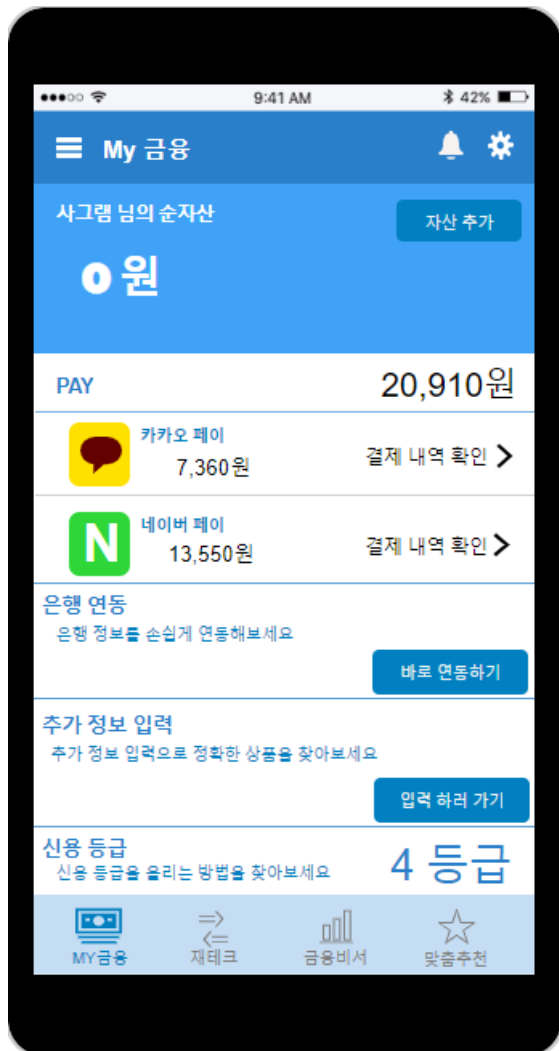 9:41 AM
42%
My 금융
사그램 님의 순자산
자산 추가
0원
PAY
20,910원
카카오 페이
7,360원
결제 내역 확인
N
네이버 페이
13,550원
결제 내역 확인
은행 연동
은행 정보를 손쉽게 연동해보세요
바로 연동하기
추가 정보 입력
추가 정보 입력으로 정확한 상품을 찾아보세요
입력 하러 가기
신용 등급
신용 등급을 올리는 방법을 찾아보세요
4 등급
MY금융
재테크
금융비서
맞춤추천